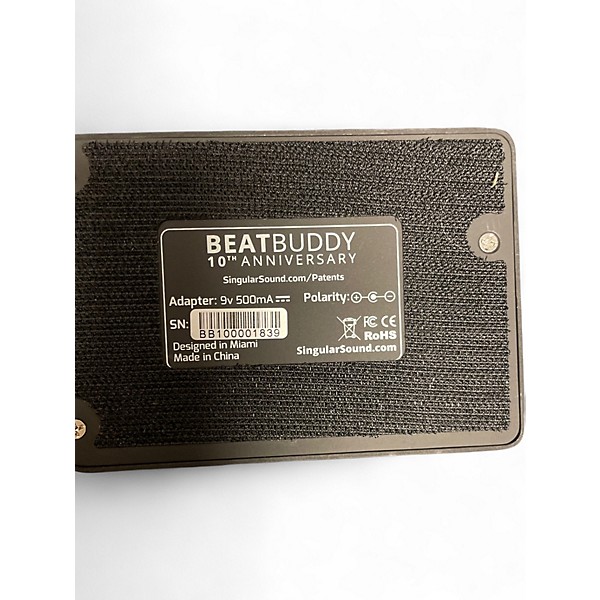 BEATBUDDY
10TH ANNIVERSARY
SingularSound.com/Patents
Adapter: 9v 500mA Polarity:
SN: BB100001839
Designed in Miami
Made in China
FC CE
RoHS
SingularSound.com